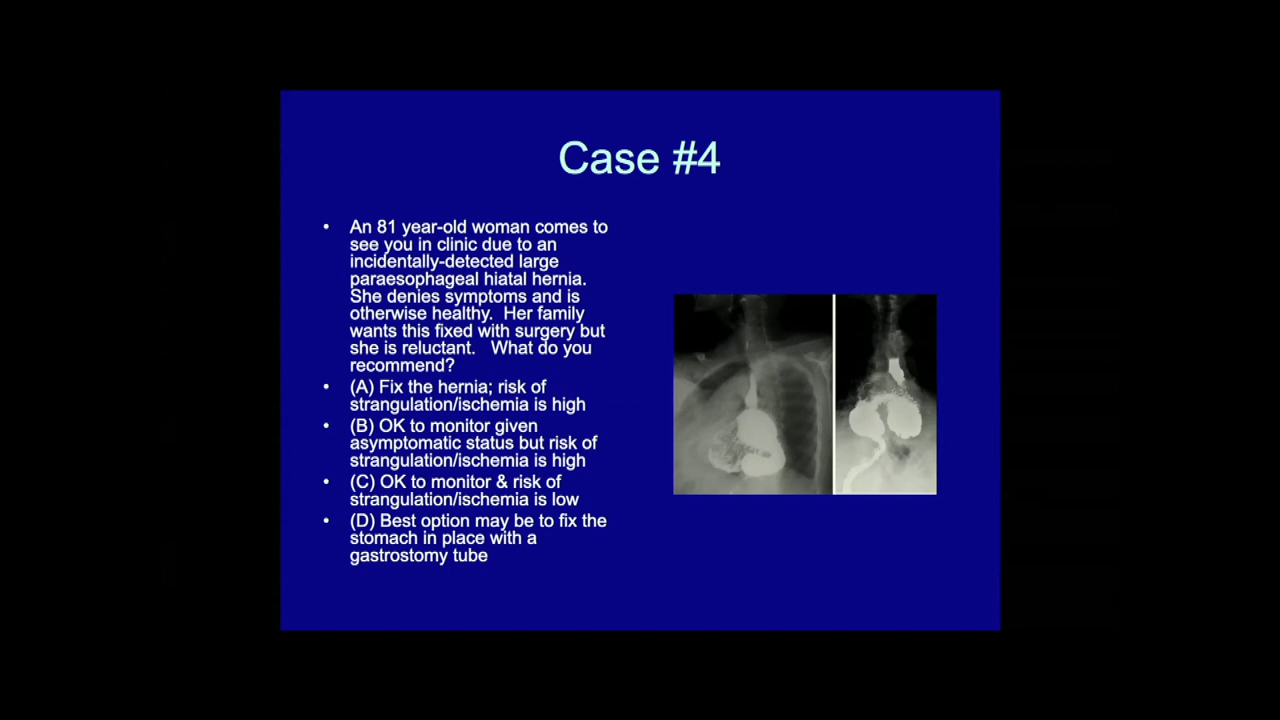 Case #4
• An 81 year-old woman comes to
see you in clinic due to an
incidentally-detected large
paraesophageal hiatal hernia.
She denies symptoms and is
otherwise healthy. Her family
wants this fixed with surgery but
she is reluctant. What do you
recommend?
• (A) Fix the hernia; risk of
strangulation/ischemia is high
• (B) OK to monitor given
asymptomatic status but risk of
strangulation/ischemia is high
• (C) OK to monitor & risk of
strangulation/ischemia is low
• (D) Best option may be to fix the
stomach in place with a
gastrostomy tube